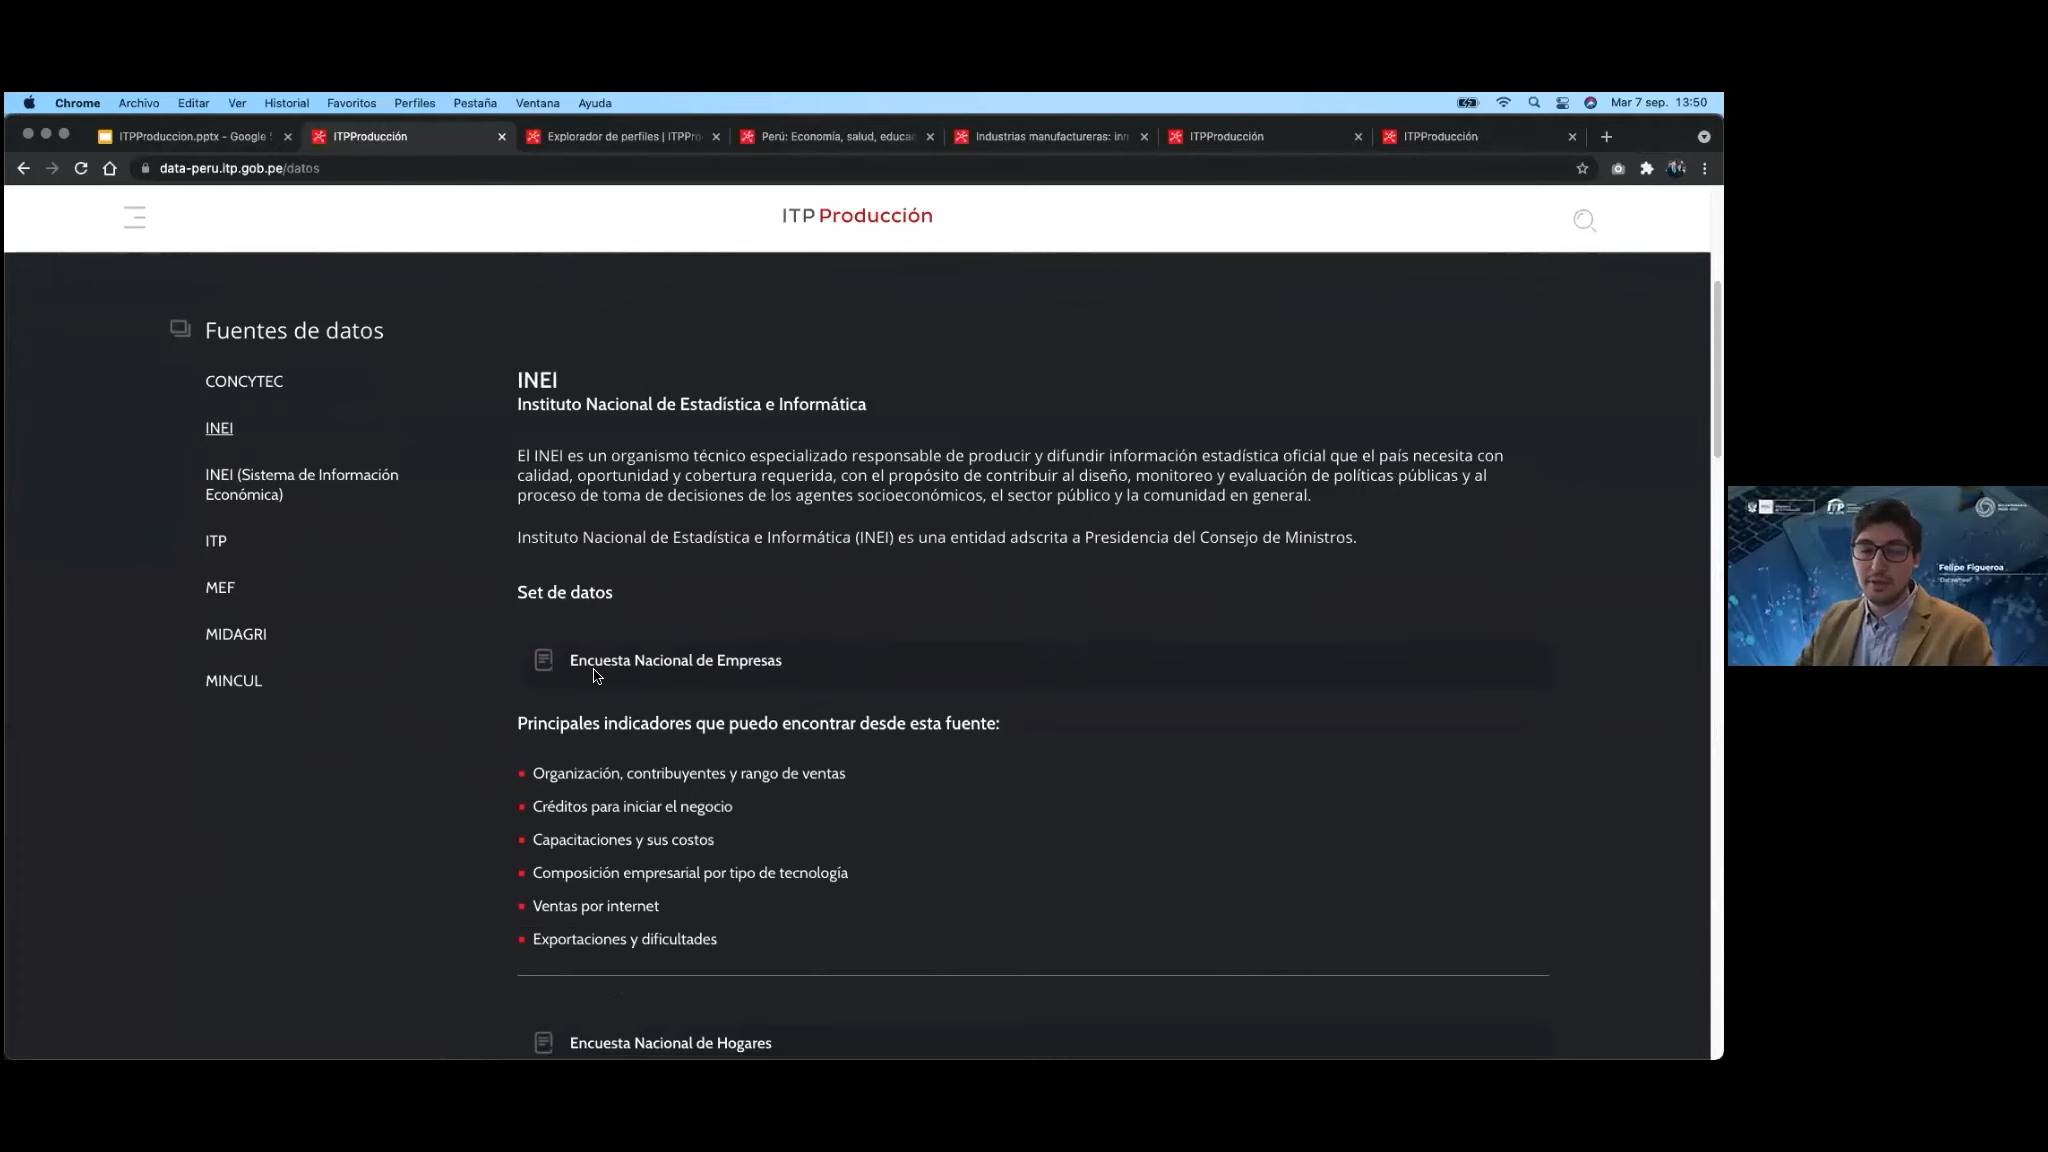 Chrome Archivo Editar Ver Historial Favoritos Perfiles Pestaña Ventana Ayuda Mar 7 sep. 13:50
ITPProduccion.pptx - Google ITPProducción Explorador de perfiles | ITPPr Perú: Economía, salud, educa Industrias manufactureras: ITPProducción ITPProducción
data-peru.itp.gob.pe/datos
ITP Producción
Fuentes de datos
CONCYTEC
INEI
INEI (Sistema de Información
Económica)
ITP
MEF
MIDAGRI
MINCUL
INEI
Instituto Nacional de Estadística e Informática
El INEI es un organismo técnico especializado responsable de producir y difundir información estadística oficial que el país necesita con
calidad, oportunidad y cobertura requerida, con el propósito de contribuir al diseño, monitoreo y evaluación de políticas públicas y al
proceso de toma de decisiones de los agentes socioeconómicos, el sector público y la comunidad en general.
Instituto Nacional de Estadística e Informática (INEI) es una entidad adscrita a Presidencia del Consejo de Ministros.
Set de datos
Encuesta Nacional de Empresas
Principales indicadores que puedo encontrar desde esta fuente:
Organización, contribuyentes y rango de ventas
Créditos para iniciar el negocio
Capacitaciones y sus costos
Composición empresarial por tipo de tecnología
Ventas por internet
Exportaciones y dificultades
Encuesta Nacional de Hogares
ITP
Felipe Figueroa
Datawheel